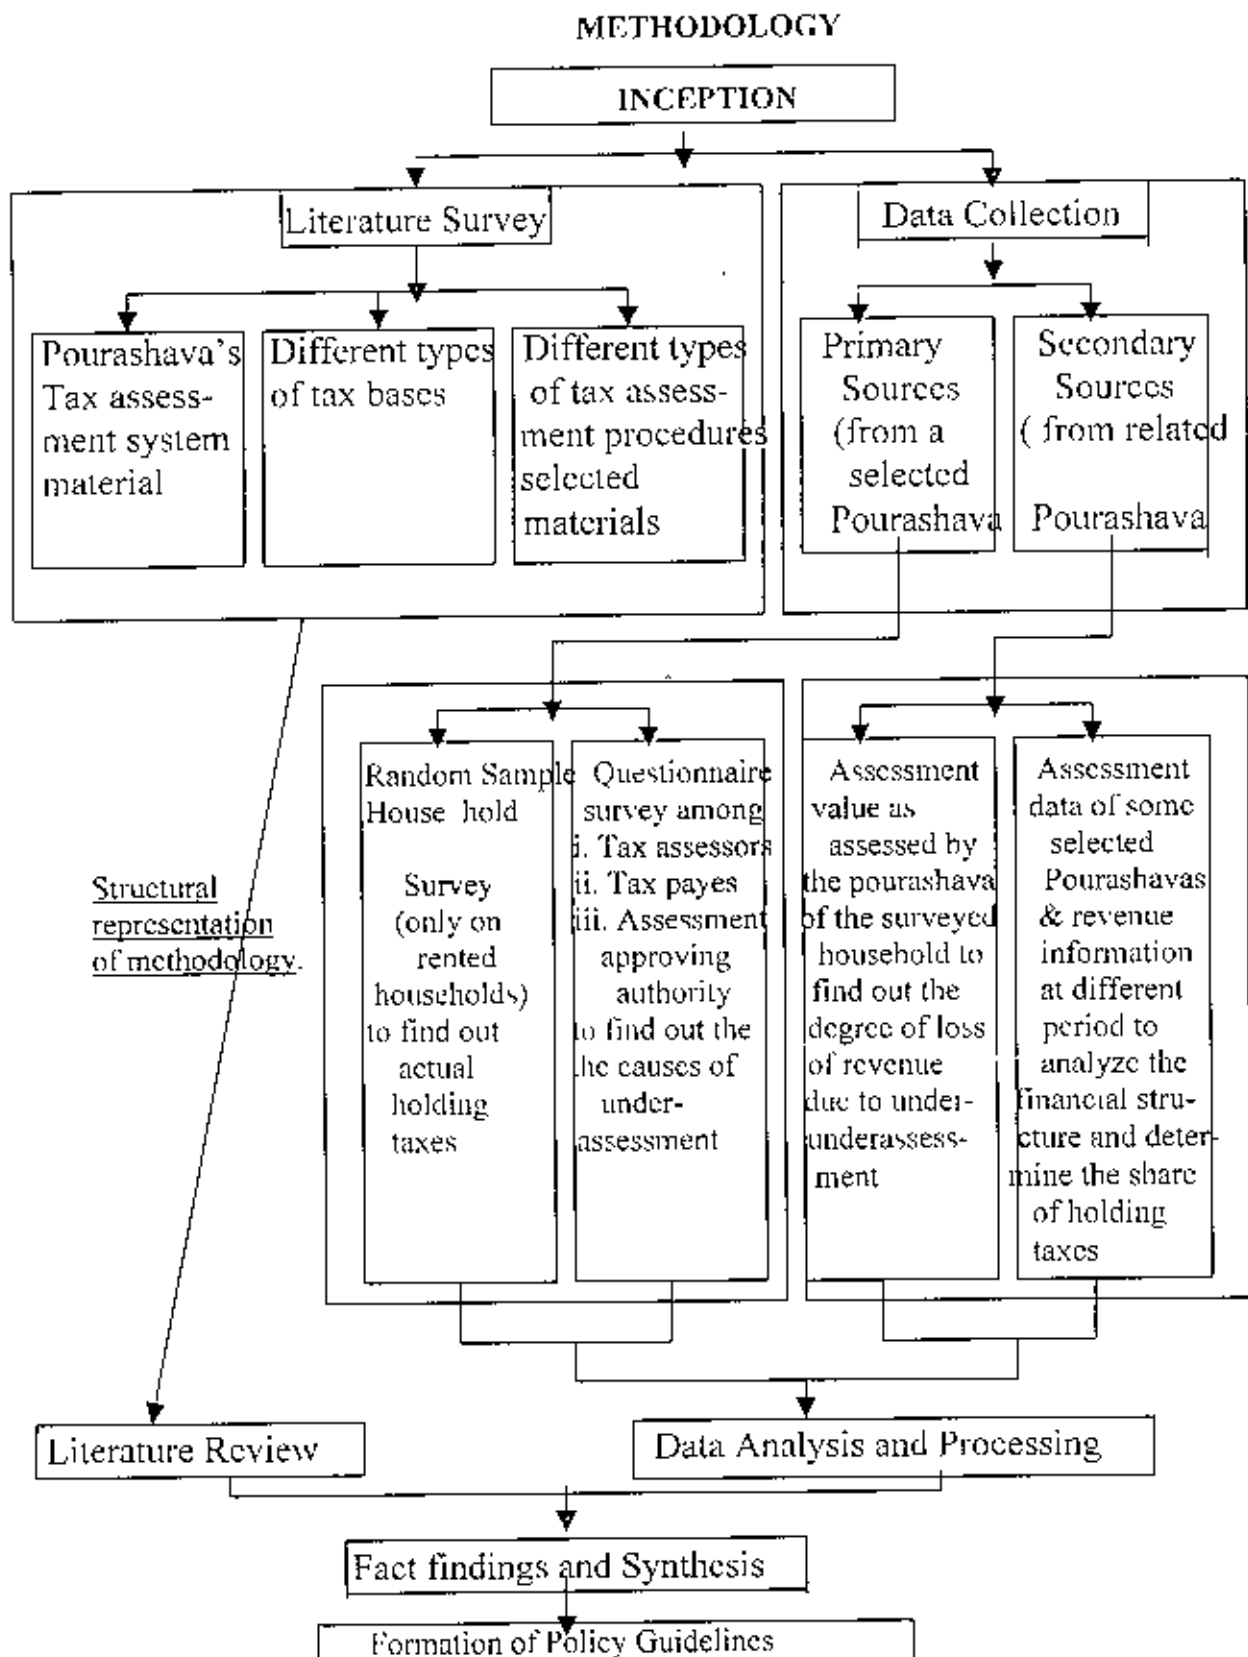 METHODOLOGY
INCEPTION
Literature Survey
Data Collection
Pourashava's
Tax assess-
ment system
material
Different types
of tax bases
Different types
of tax assess-
ment procedures
selected
materials
Primary
Sources
(from a
selected
Pourashava
Secondary
Sources
( from related
Pourashava
Random Sample
House hold
Survey
(only on
rented
households)
to find out
actual
holding
taxes
Questionnaire
survey among
i. Tax assessors
ii. Tax payes
iii. Assessment
approving
authority
to find out the
the causes of
under-
assessment
Assessment
value as
assessed by
the pourashava
of the surveyed
household to
find out the
degree of loss
of revenue
due to under-
underassess-
ment
Assessment
data of some
selected
Pourashavas
& revenue
information
at different
period to
analyze the
financial stru-
cture and deter-
mine the share
of holding
taxes
Structural
representation
of methodology.
Literature Review
Data Analysis and Processing
Fact findings and Synthesis
Formation of Policy Guidelines